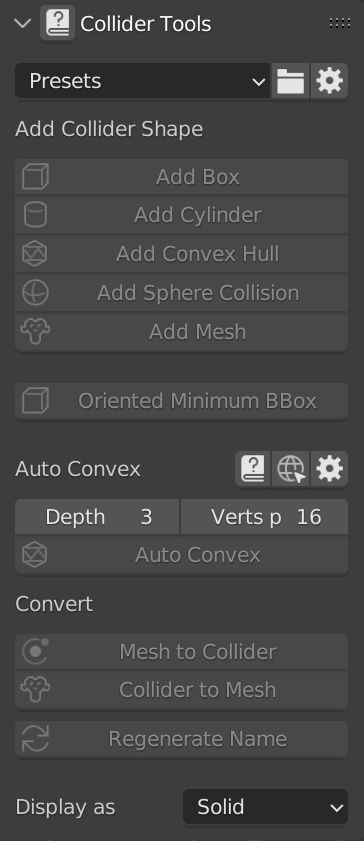 Collider Tools
Presets
Add Collider Shape
Add Box
Add Cylinder
Add Convex Hull
Add Sphere Collision
Add Mesh
Oriented Minimum BBox
Auto Convex
Depth 3 Verts p 16
Auto Convex
Convert
Mesh to Collider
Collider to Mesh
Regenerate Name
Display as Solid